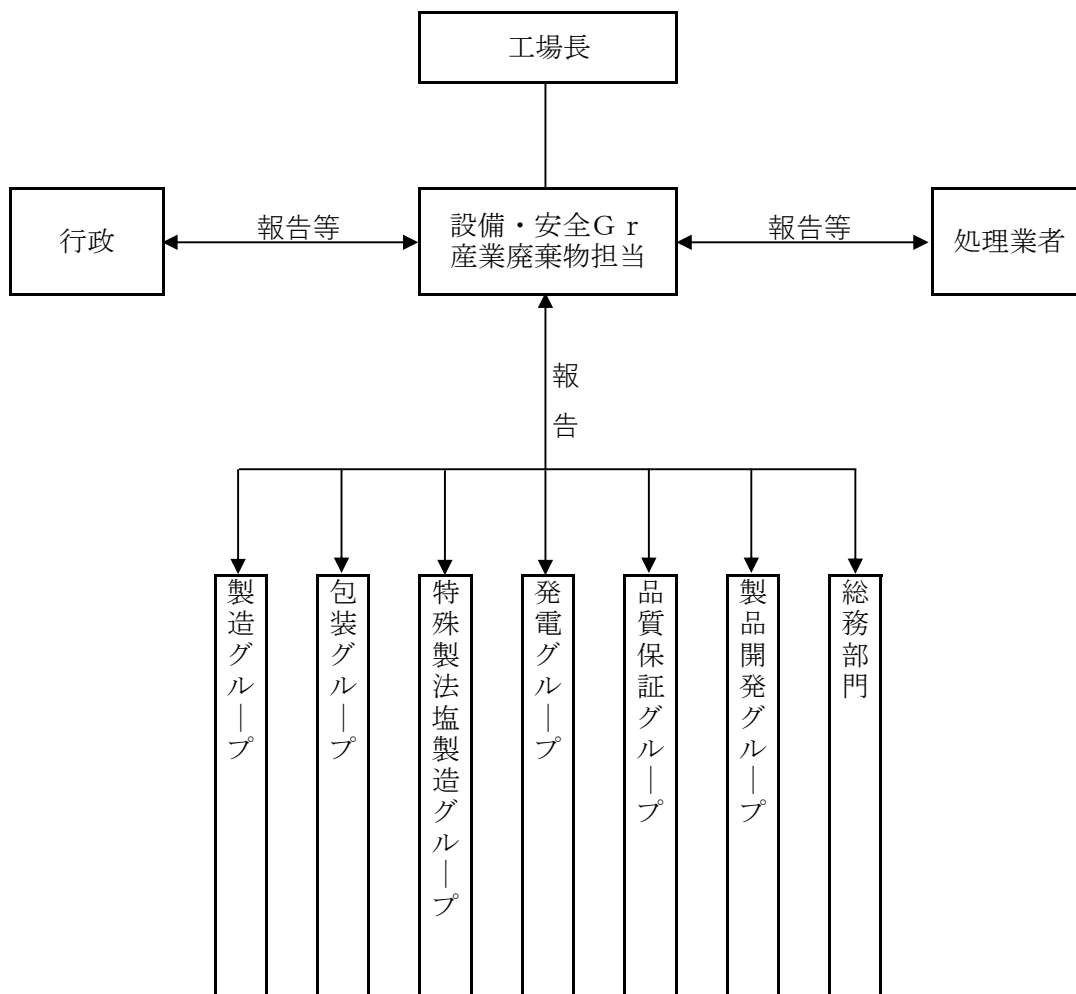 工場長
行政
報告等
設備・安全Ｇｒ
産業廃棄物担当
報告等
処理業者
報告
製造グループ
包装グループ
特殊製法塩製造グループ
発電グループ
品質保証グループ
製品開発グループ
総務部門